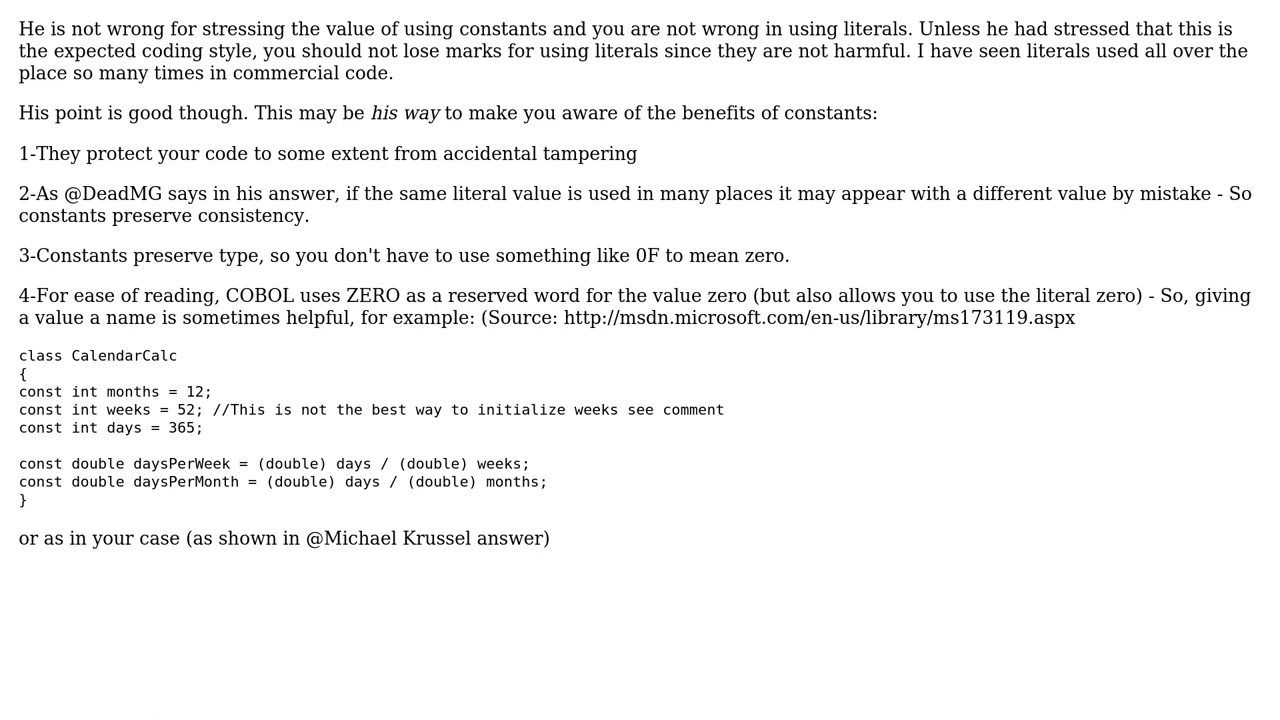 He is not wrong for stressing the value of using constants and you are not wrong in using literals. Unless he had stressed that this is
the expected coding style, you should not lose marks for using literals since they are not harmful. I have seen literals used all over the
place so many times in commercial code.
His point is good though. This may be his way to make you aware of the benefits of constants:
1-They protect your code to some extent from accidental tampering
2-As @DeadMG says in his answer, if the same literal value is used in many places it may appear with a different value by mistake - So
constants preserve consistency.
3-Constants preserve type, so you don't have to use something like 0F to mean zero.
4-For ease of reading, COBOL uses ZERO as a reserved word for the value zero (but also allows you to use the literal zero) - So, giving
a value a name is sometimes helpful, for example: (Source: http://msdn.microsoft.com/en-us/library/ms173119.aspx
class CalendarCalc
{
const int months = 12;
const int weeks = 52; //This is not the best way to initialize weeks see comment
const int days = 365;
const double daysPerWeek = (double) days / (double) weeks;
const double daysPerMonth = (double) days / (double) months;
}
or as in your case (as shown in @Michael Krussel answer)